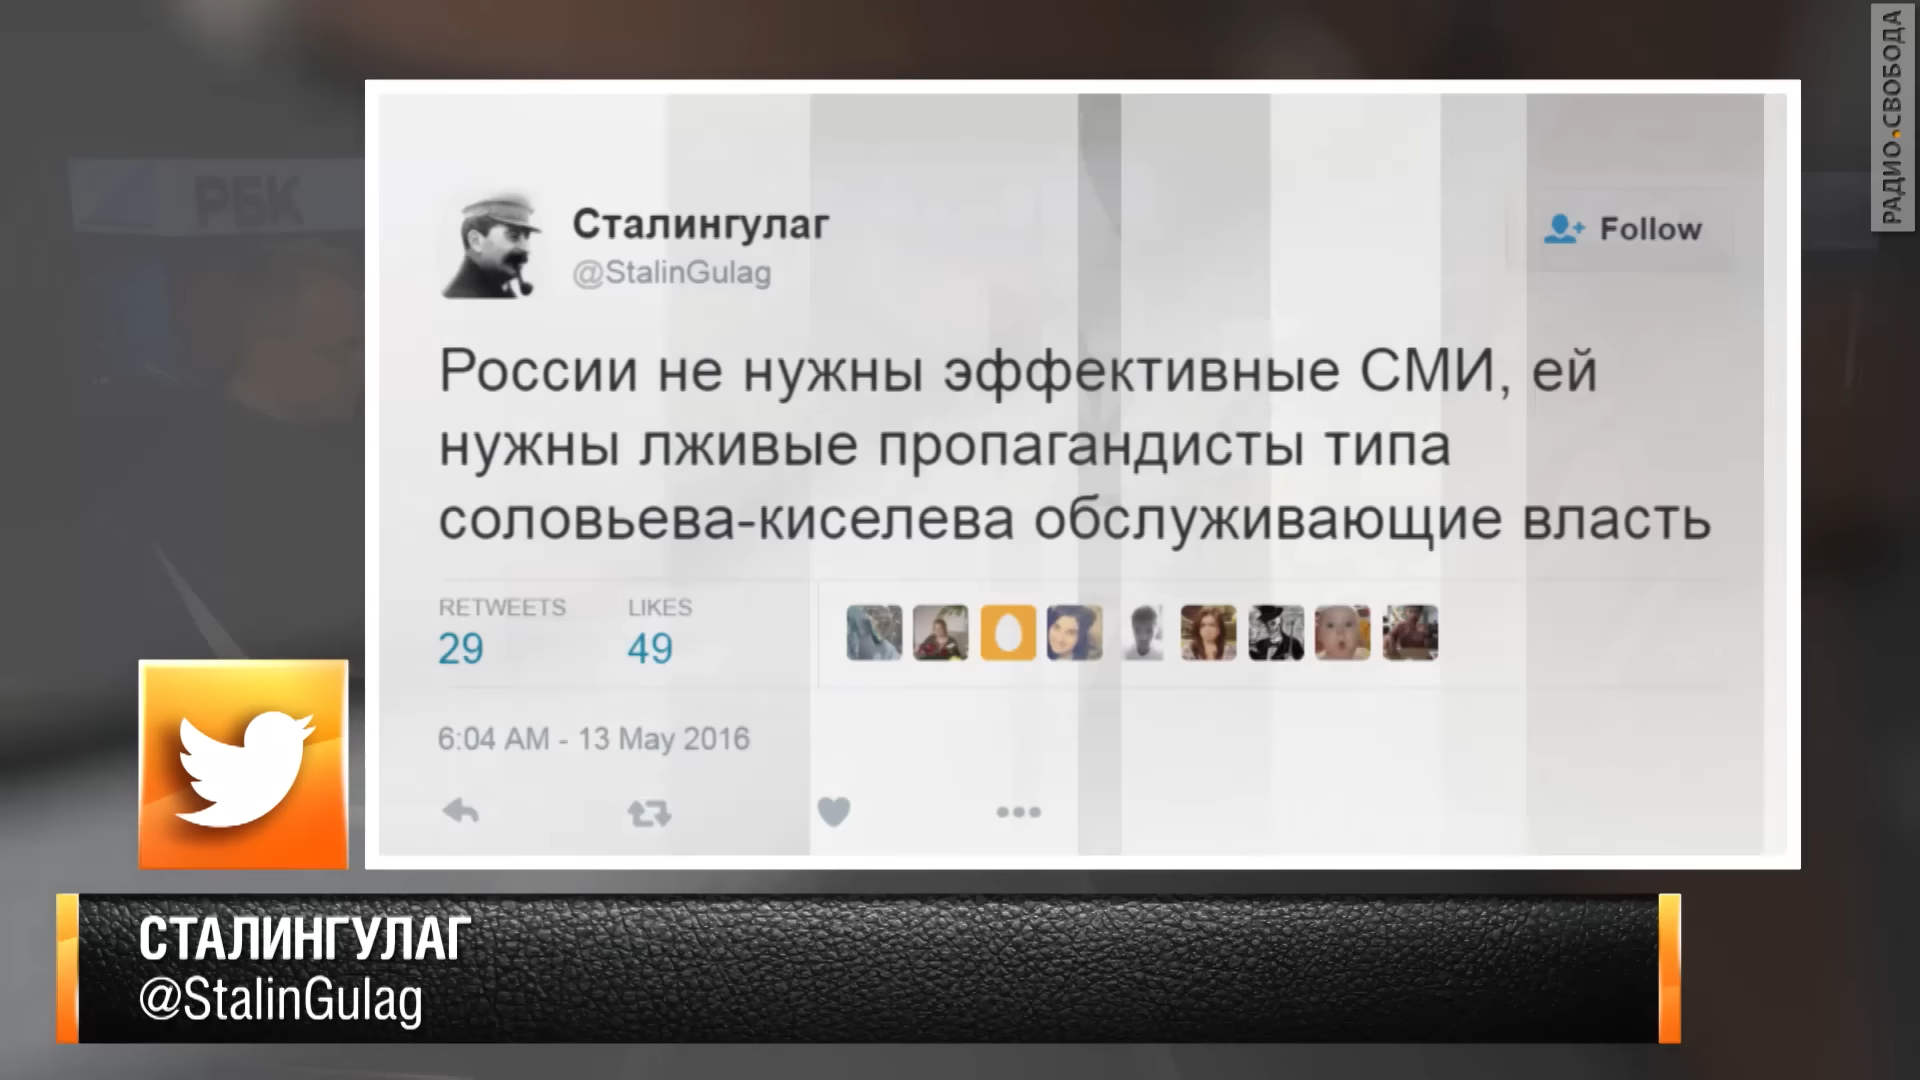 РАДИО.СВОБОДА
РБК
Сталингулаг
@StalinGulag
Follow
России не нужны эффективные СМИ, ей
нужны лживые пропагандисты типа
соловьева-киселева обслуживающие власть
RETWEETS LIKES
29 49
6:04 AM - 13 May 2016
СТАЛИНГУЛАГ
@StalinGulag